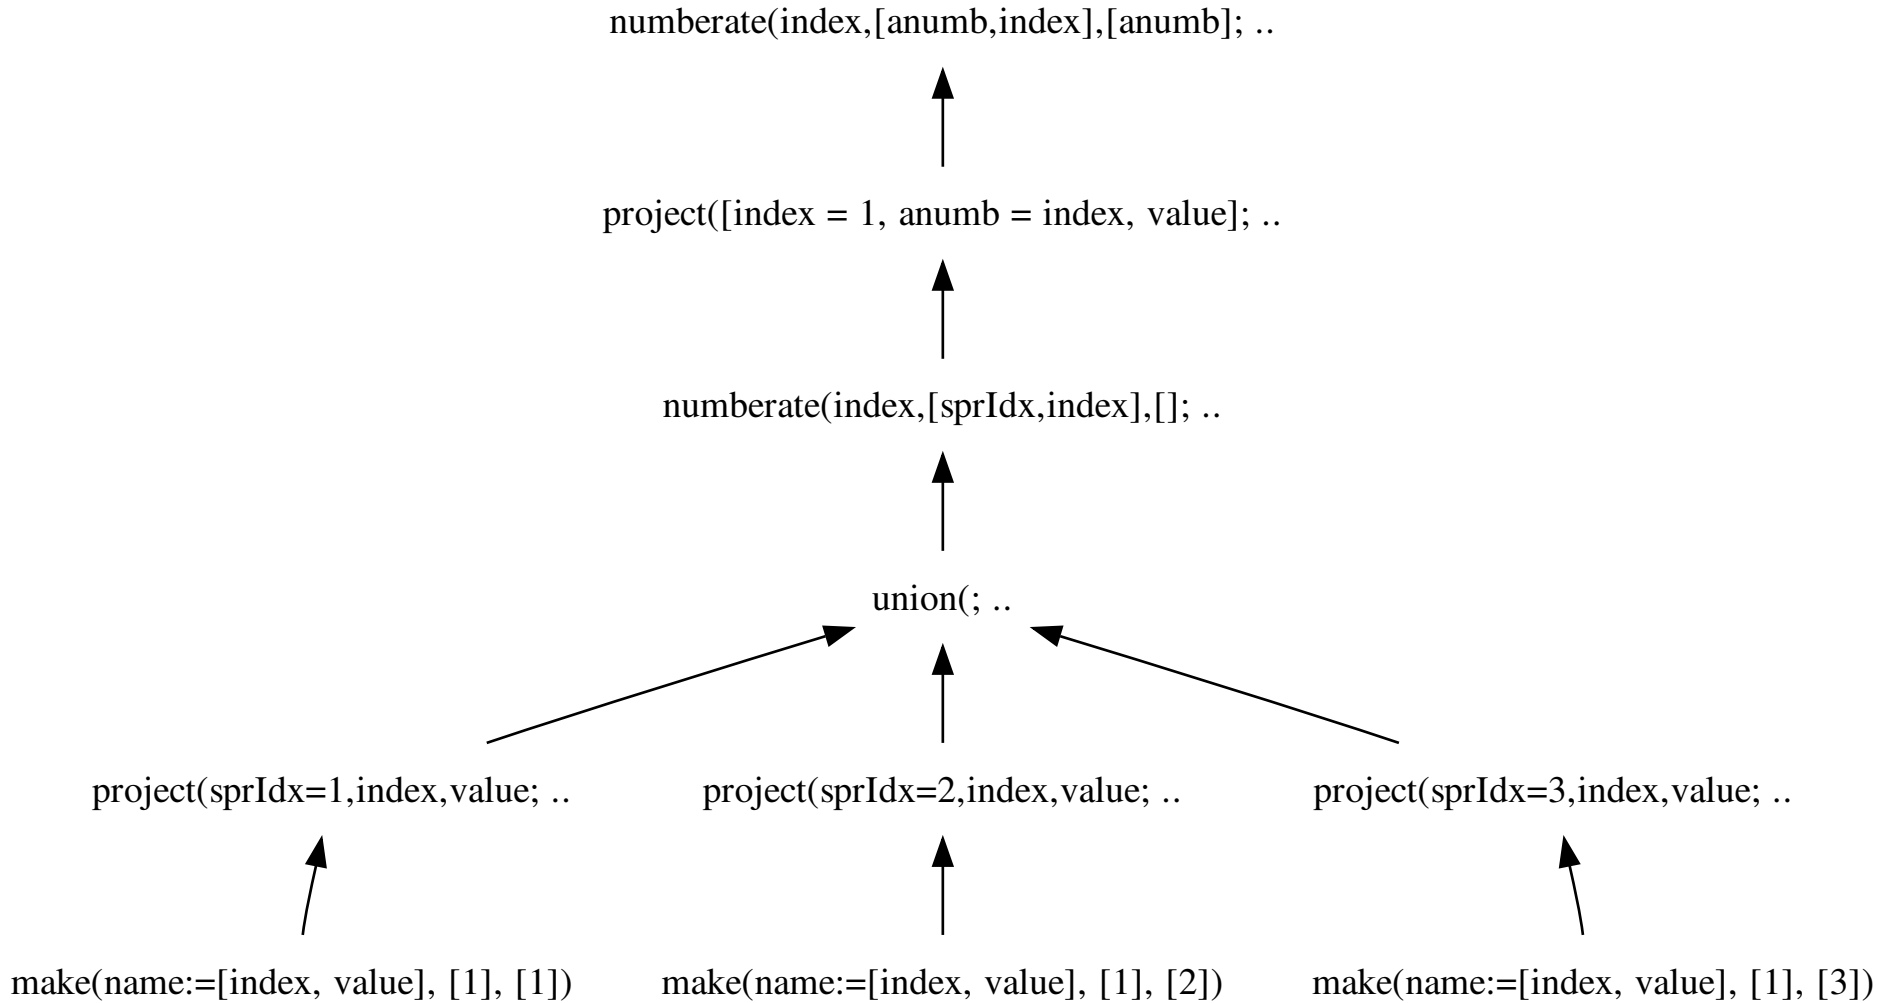 numberate(index,[anumb,index],[anumb]; ..
project([index = 1, anumb = index, value]; ..
numberate(index,[sprIdx,index],[]; ..
union(; ..
project(sprIdx=1,index,value; ..
project(sprIdx=2,index,value; ..
project(sprIdx=3,index,value; ..
make(name:=[index, value], [1], [1])
make(name:=[index, value], [1], [2])
make(name:=[index, value], [1], [3])